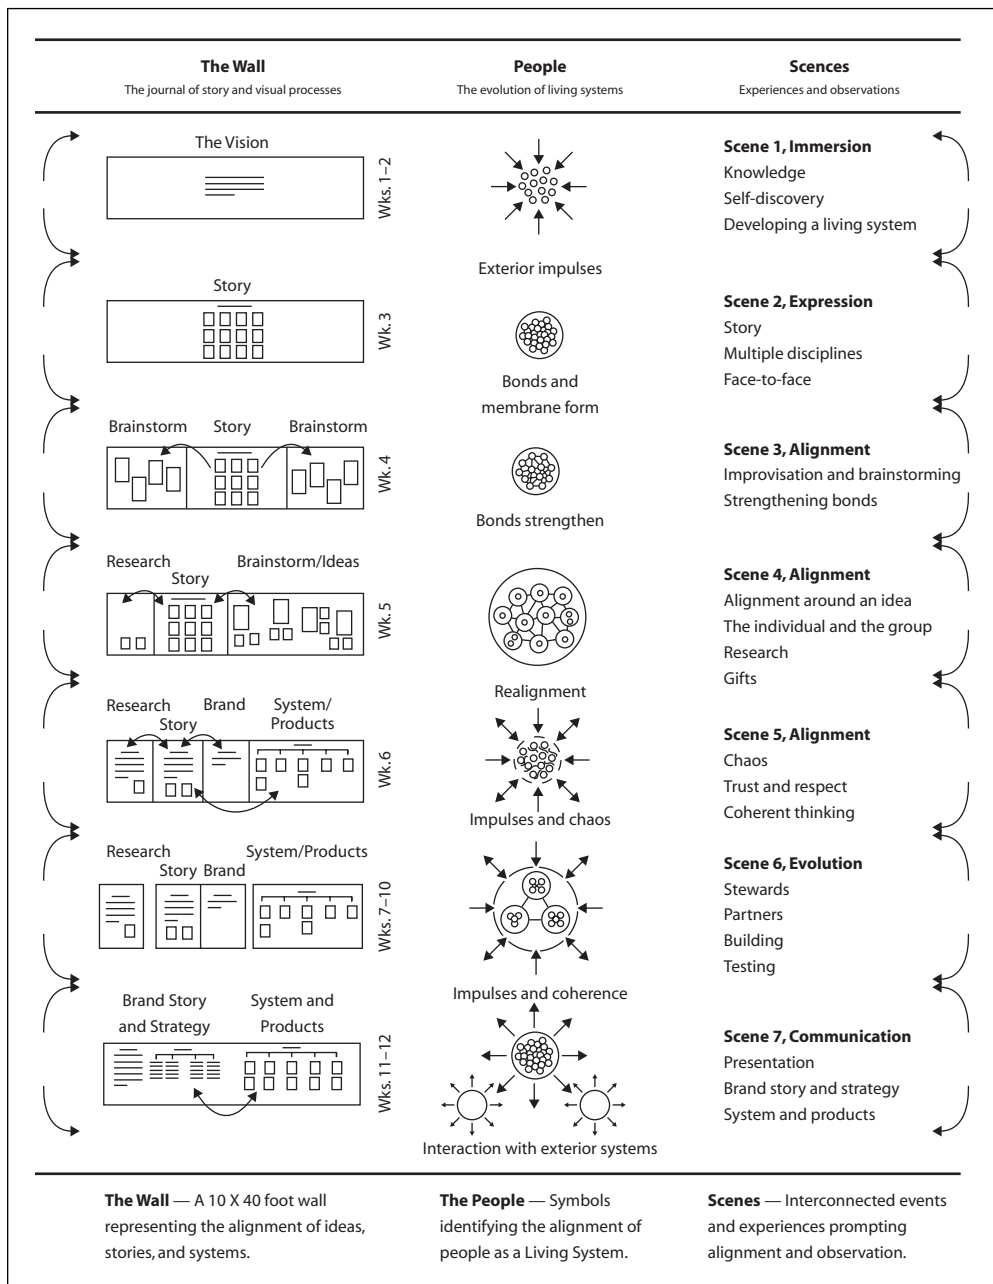 The Wall
The journal of story and visual processes
People
The evolution of living systems
Scences
Experiences and observations
The Vision
Wks. 1–2
Exterior impulses
Scene 1, Immersion
Knowledge
Self-discovery
Developing a living system
Story
Wk. 3
Bonds and
membrane form
Scene 2, Expression
Story
Multiple disciplines
Face-to-face
Brainstorm
Story
Brainstorm
Wk. 4
Bonds strengthen
Scene 3, Alignment
Improvisation and brainstorming
Strengthening bonds
Research
Story
Brainstorm/Ideas
Wk. 5
Realignment
Scene 4, Alignment
Alignment around an idea
The individual and the group
Research
Gifts
Research
Story
Brand
System/
Products
Wk. 6
Impulses and chaos
Scene 5, Alignment
Chaos
Trust and respect
Coherent thinking
Research
Story Brand
System/Products
Wks. 7–10
Impulses and coherence
Scene 6, Evolution
Stewards
Partners
Building
Testing
Brand Story
and Strategy
System and
Products
Wks. 11–12
Interaction with exterior systems
Scene 7, Communication
Presentation
Brand story and strategy
System and products
The Wall — A 10 X 40 foot wall
representing the alignment of ideas,
stories, and systems.
The People — Symbols
identifying the alignment of
people as a Living System.
Scenes — Interconnected events
and experiences prompting
alignment and observation.